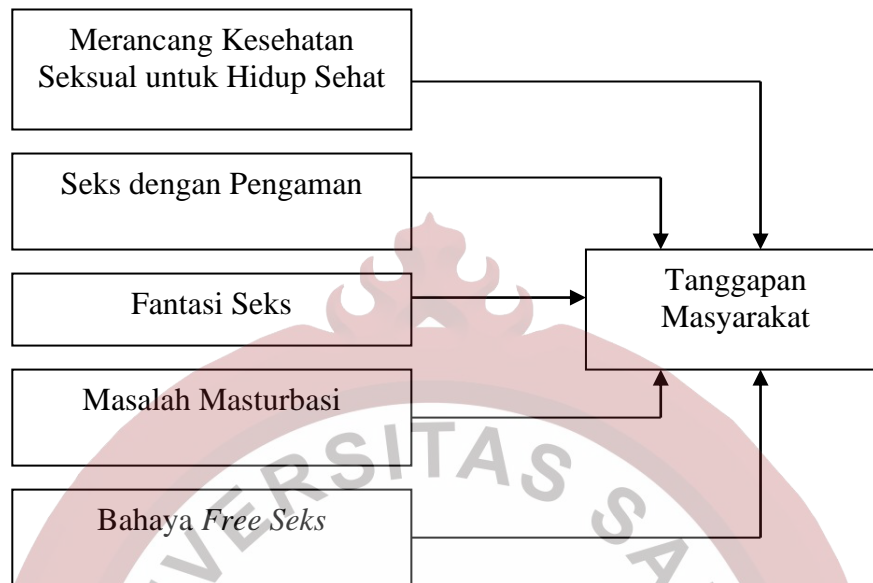 Merancang Kesehatan
Seksual untuk Hidup Sehat
Seks dengan Pengaman
Fantasi Seks
Tanggapan
Masyarakat
Masalah Masturbasi
Bahaya Free Seks